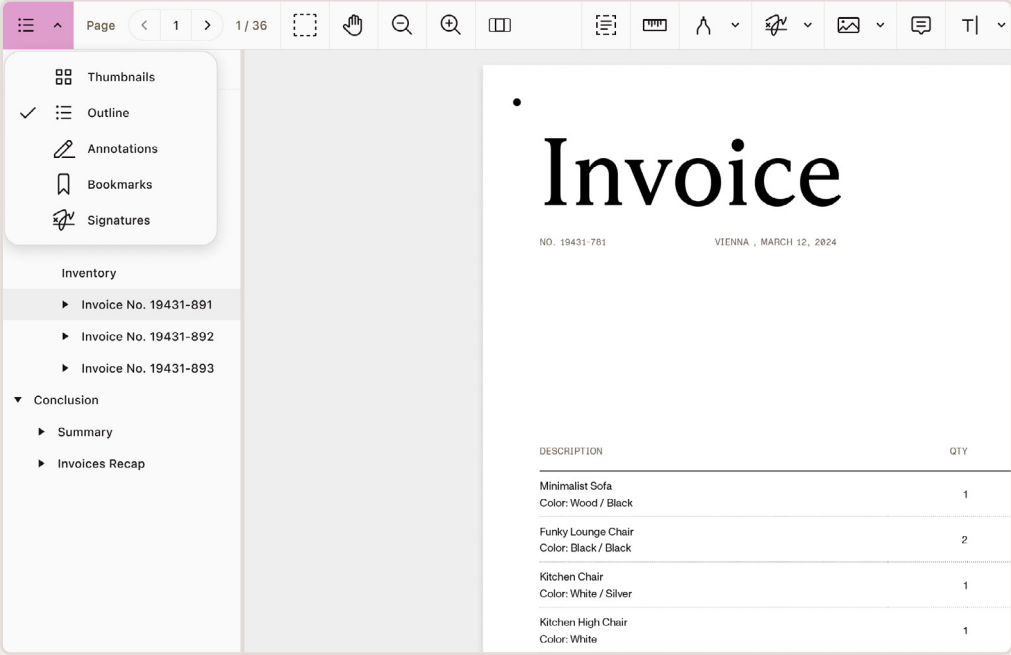 Page 1 1 / 36
Thumbnails
Outline
Annotations
Bookmarks
Signatures
Inventory
Invoice No. 19431-891
Invoice No. 19431-892
Invoice No. 19431-893
Conclusion
Summary
Invoices Recap
Invoice
NO. 19431-781 VIENNA , MARCH 12, 2024
DESCRIPTION QTY
Minimalist Sofa
Color: Wood / Black 1
Funky Lounge Chair
Color: Black / Black 2
Kitchen Chair
Color: White / Silver 1
Kitchen High Chair
Color: White 1